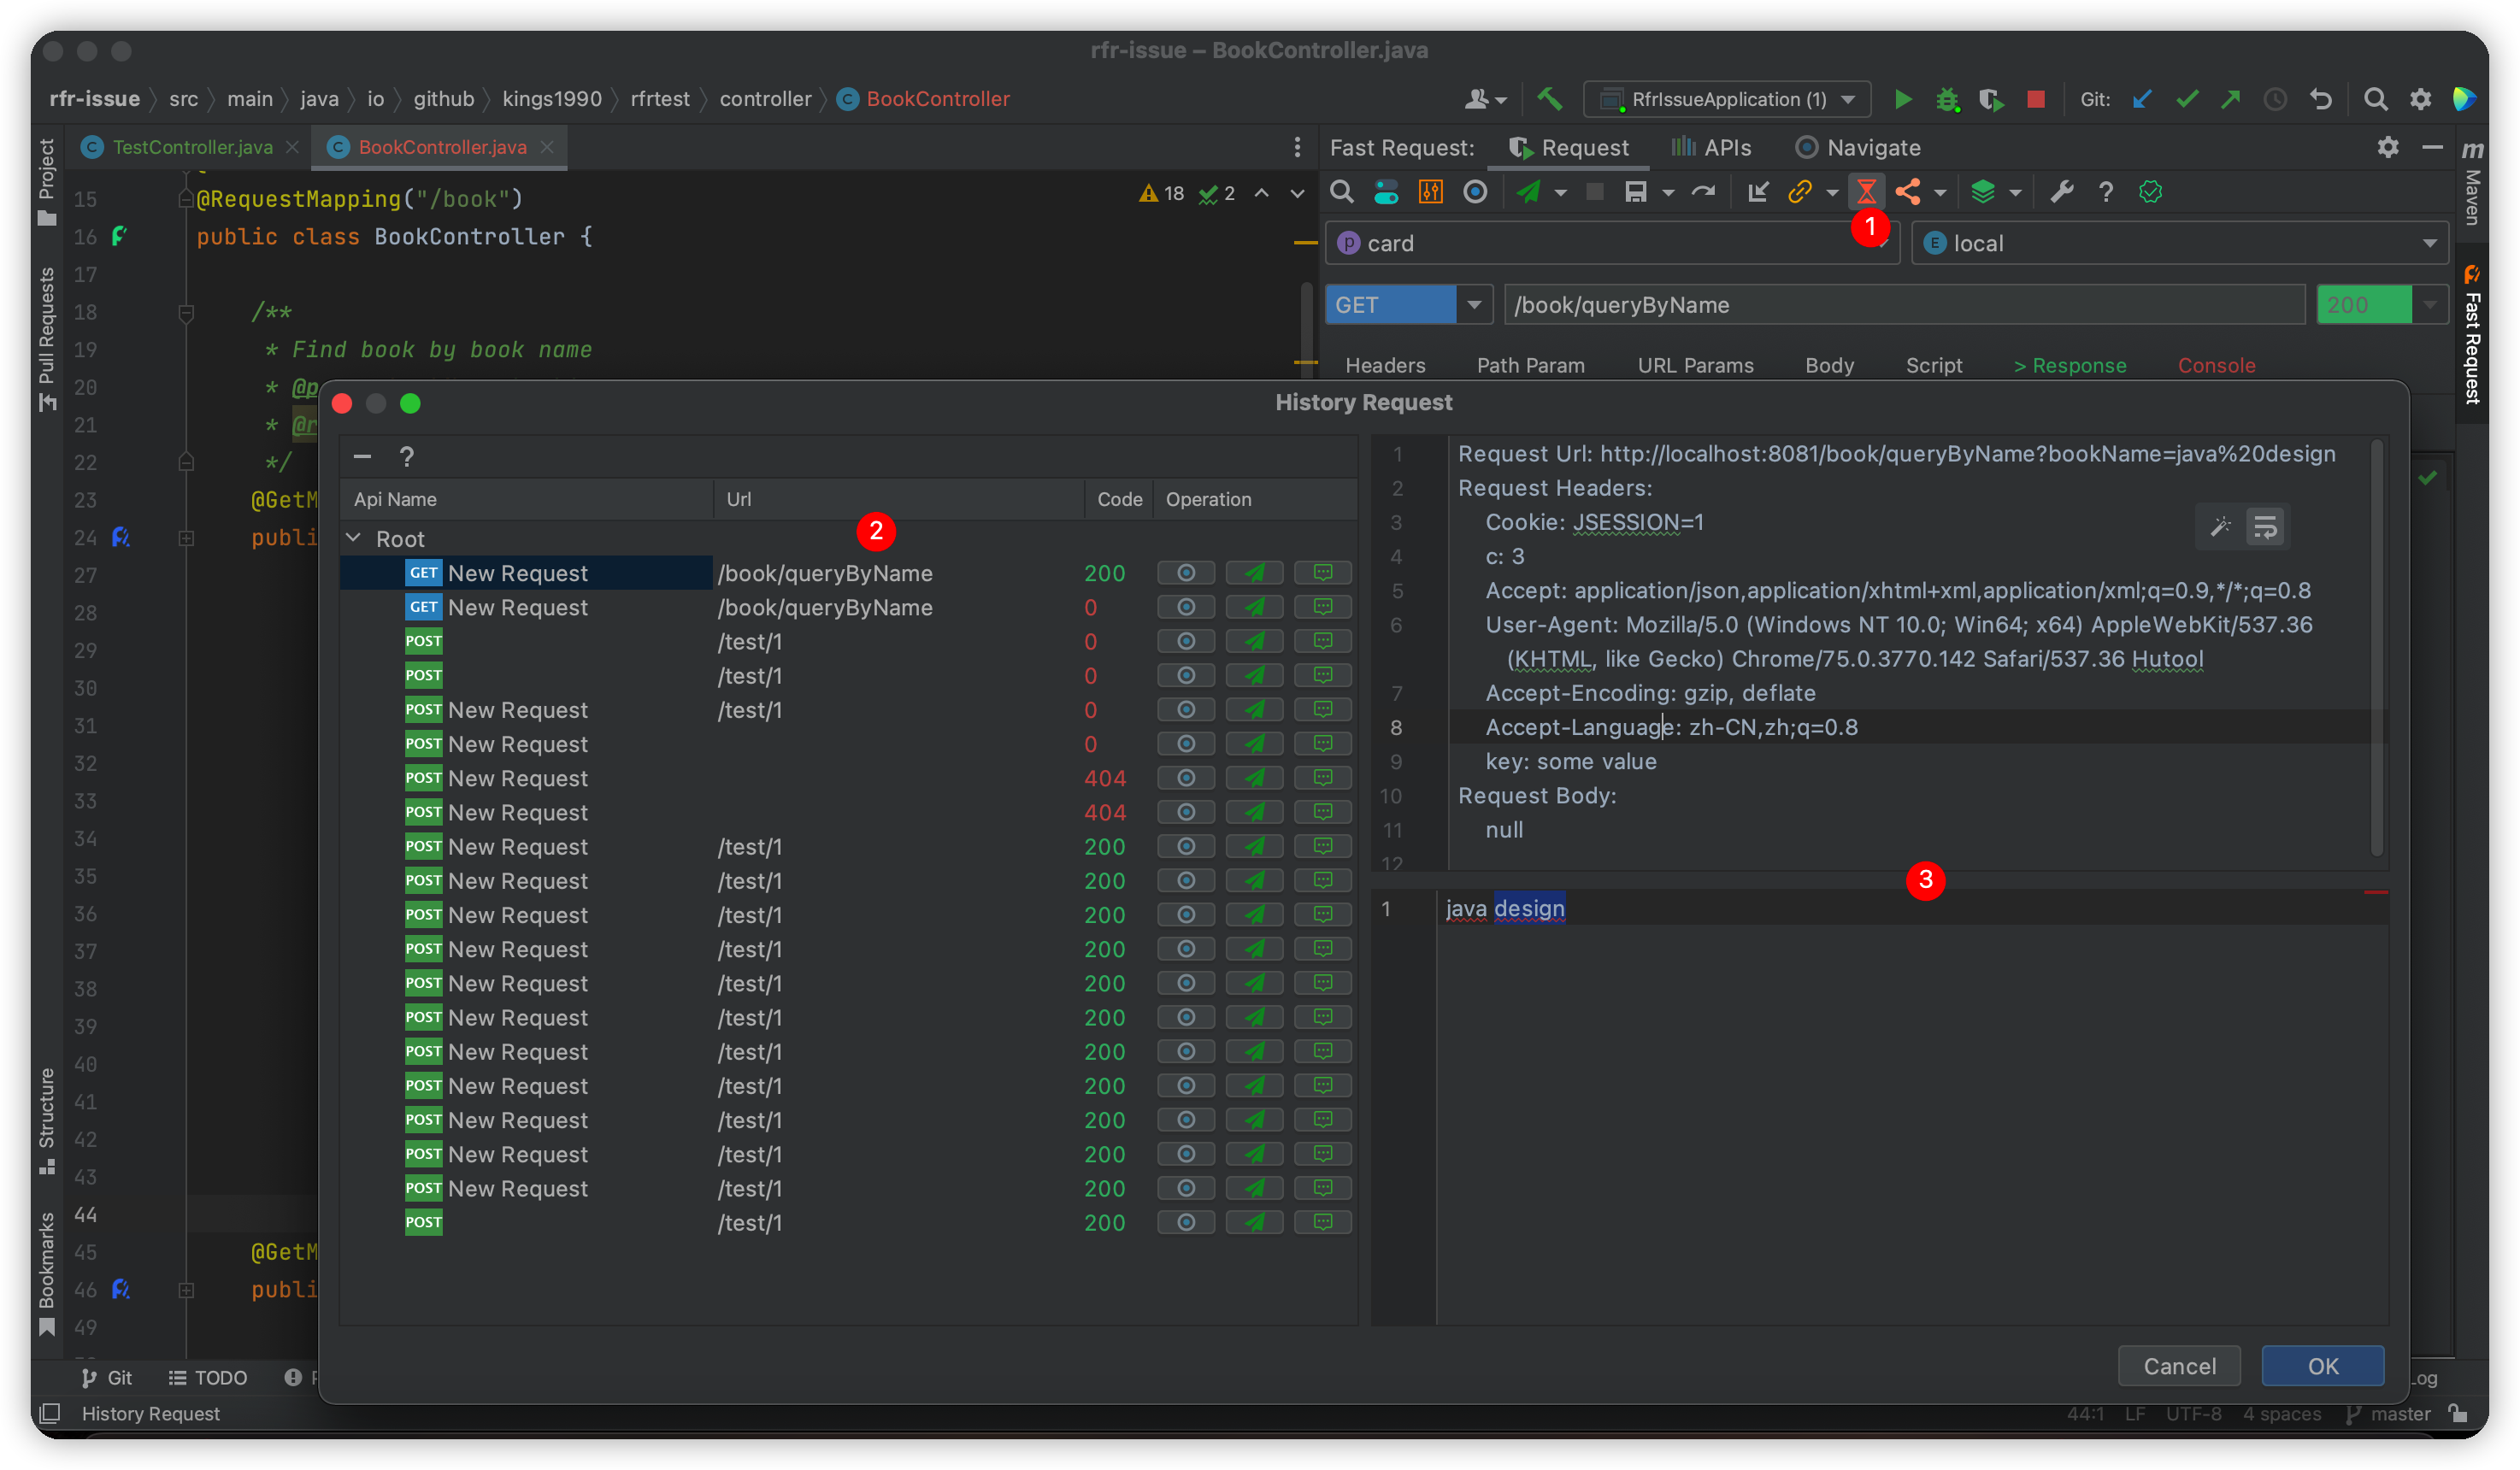 rfr-issue – BookController.java
rfr-issue src main java io github kings1990 rfrtest controller BookController
RfrIssueApplication (1)
Git:
Project
Pull Requests
Structure
Bookmarks
TestController.java
BookController.java
15 @RequestMapping("/book")
18 2
16 public class BookController {
17
18 /**
19 * Find book by book name
20 * @p
21 * @r
22 */
23 @GetM
24 publi
27
28
29
30
31
32
33
34
35
36
37
38
39
40
41
42
43
44
45 @GetM
46 publi
49
Fast Request: Request APIs Navigate
1
card
local
GET /book/queryByName 200
Headers Path Param URL Params Body Script > Response Console
Maven
Fast Request
History Request
Api Name Url Code Operation
2
Root
GET New Request /book/queryByName 200
GET New Request /book/queryByName 0
POST /test/1 0
POST /test/1 0
POST New Request /test/1 0
POST New Request 0
POST New Request 404
POST New Request 404
POST New Request /test/1 200
POST New Request /test/1 200
POST New Request /test/1 200
POST New Request /test/1 200
POST New Request /test/1 200
POST New Request /test/1 200
POST New Request /test/1 200
POST New Request /test/1 200
POST New Request /test/1 200
POST New Request /test/1 200
POST New Request /test/1 200
POST /test/1 200
1 Request Url: http://localhost:8081/book/queryByName?bookName=java%20design
2 Request Headers:
3 Cookie: JSESSION=1
4 c: 3
5 Accept: application/json,application/xhtml+xml,application/xml;q=0.9,*/*;q=0.8
6 User-Agent: Mozilla/5.0 (Windows NT 10.0; Win64; x64) AppleWebKit/537.36
(KHTML, like Gecko) Chrome/75.0.3770.142 Safari/537.36 Hutool
7 Accept-Encoding: gzip, deflate
8 Accept-Language: zh-CN,zh;q=0.8
9 key: some value
10 Request Body:
11 null
12
3
1 java design
Cancel OK
Git TODO
History Request
44:1 LF UTF-8 4 spaces master